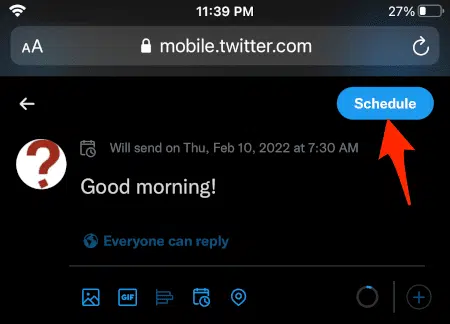 11:39 PM
27%
AA mobile.twitter.com
Schedule
?
Will send on Thu, Feb 10, 2022 at 7:30 AM
Good morning!
Everyone can reply
GIF